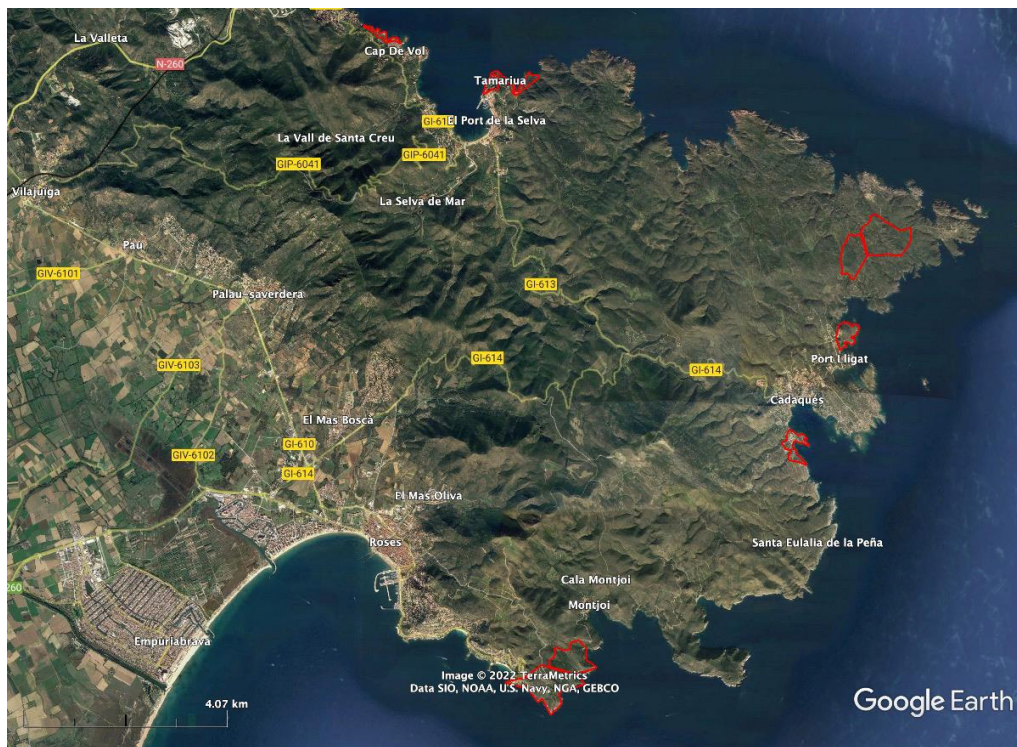 La Valleta
N-260
Cap De Vol
Tamariua
GI-61
El Port de la Selva
La Vall de Santa Creu
GIP-6041
GIP-6041
La Selva de Mar
Vilajuïga
Pau
GIV-6101
Palau-saverdera
GI-613
GIV-6103
GI-614
GI-614
Port Lligat
Cadaqués
El Mas Boscà
GI-610
GIV-6102
GI-614
El Mas Oliva
Roses
Santa Eulalia de la Peña
Cala Montjoi
260
Montjoi
Empuriabrava
Image © 2022 TerraMetrics
Data SIO, NOAA, U.S. Navy, NGA, GEBCO
4.07 km
Google Earth